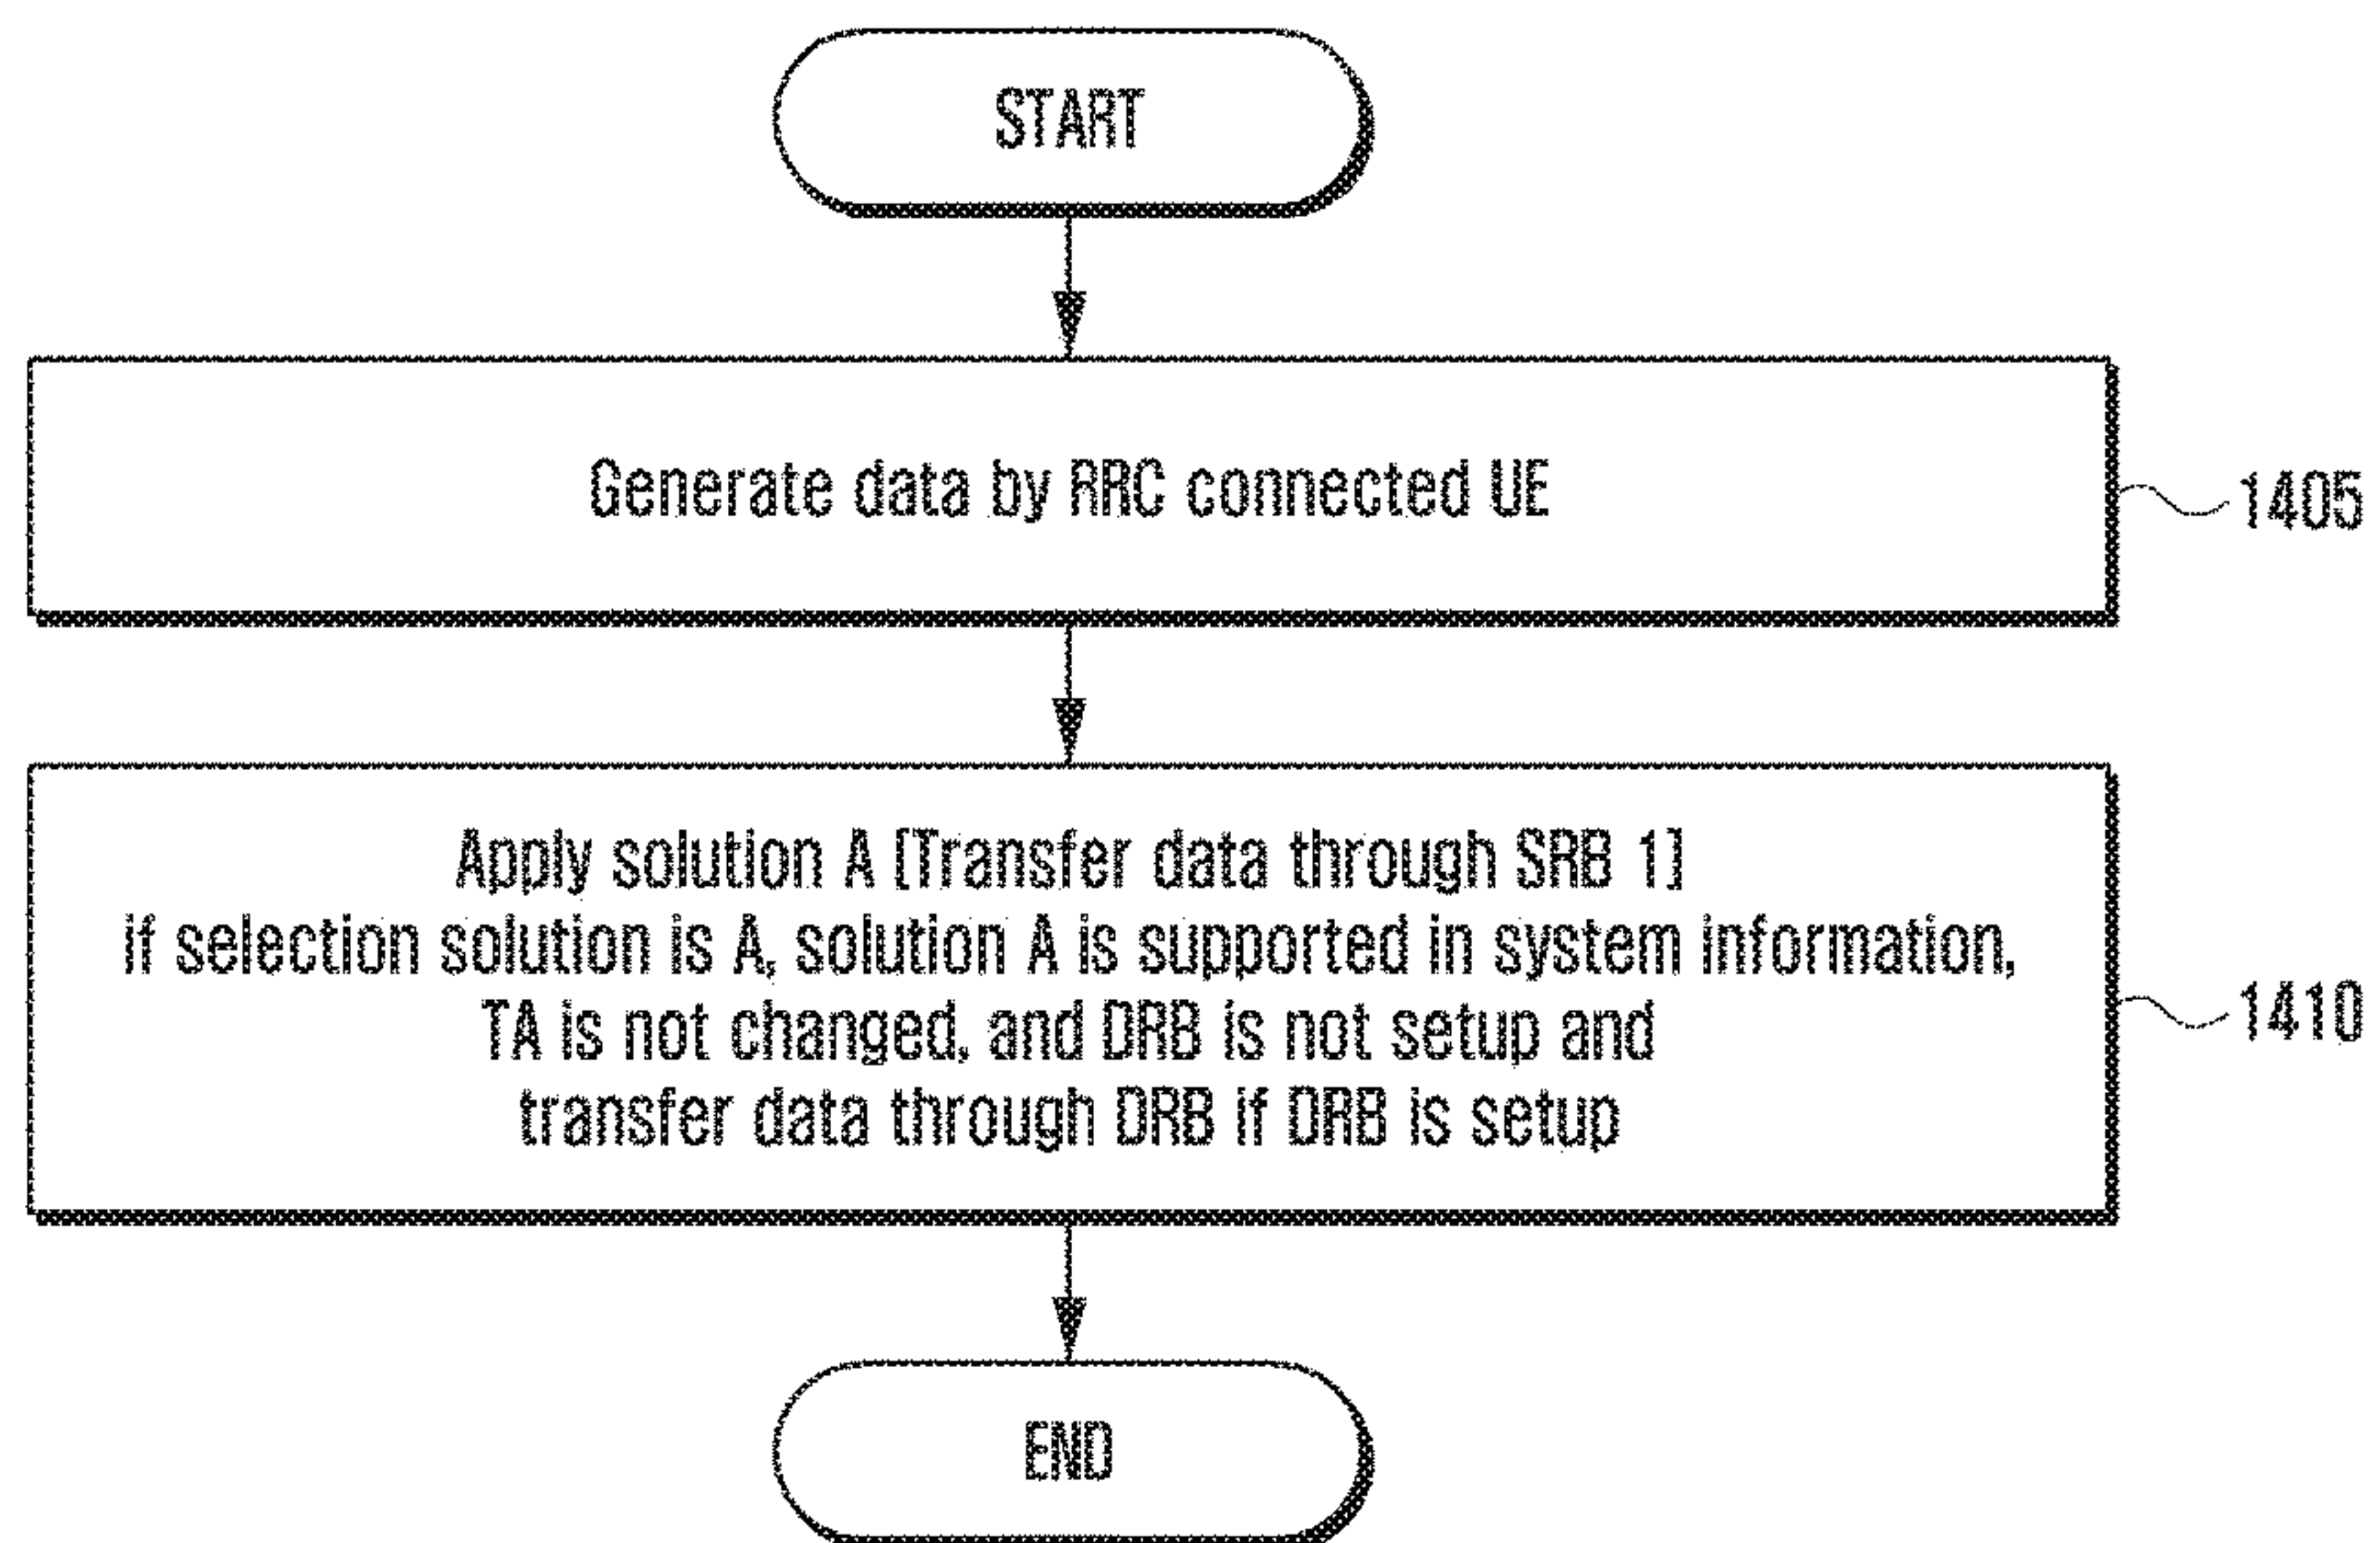 START
Generate data by RRC connected UE
1405
Apply solution A [Transfer data through SRB 1]
if selection solution is A, solution A is supported in system information,
TA is not changed, and DRB is not setup and
transfer data through DRB if DRB is setup
1410
END